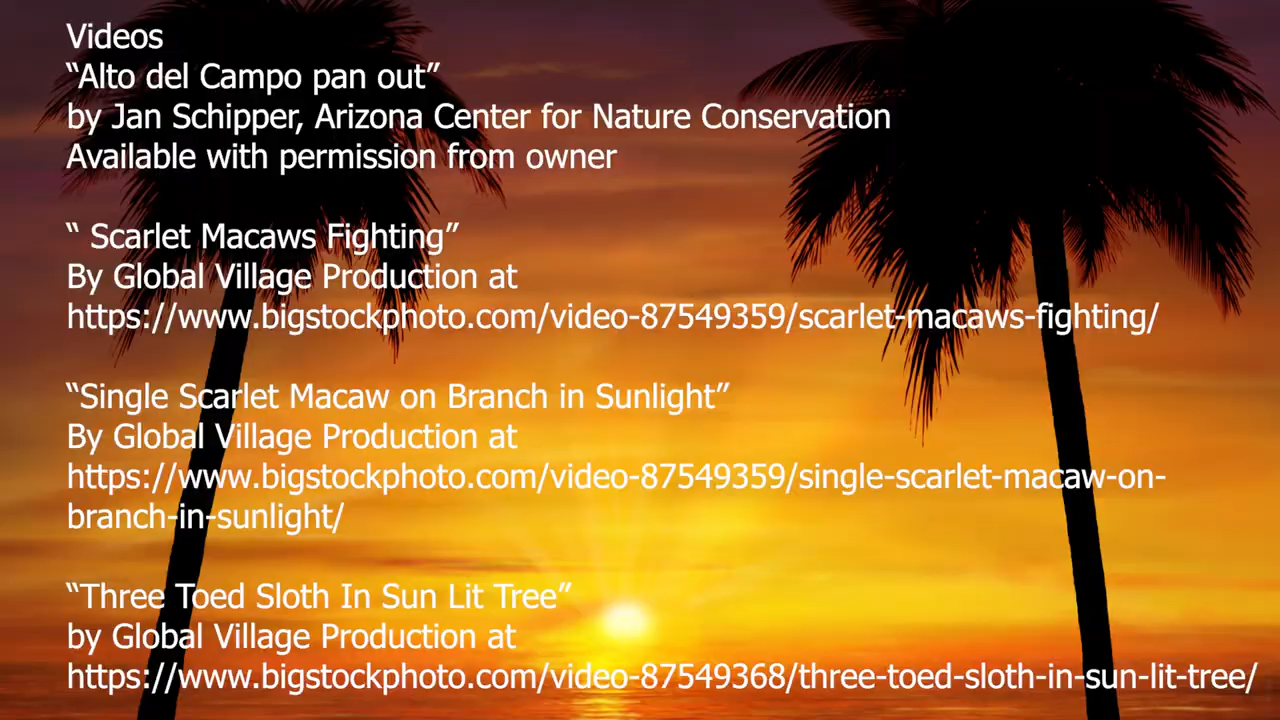 Videos
“Alto del Campo pan out”
by Jan Schipper, Arizona Center for Nature Conservation
Available with permission from owner
“ Scarlet Macaws Fighting”
By Global Village Production at
https://www.bigstockphoto.com/video-87549359/scarlet-macaws-fighting/
“Single Scarlet Macaw on Branch in Sunlight”
By Global Village Production at
https://www.bigstockphoto.com/video-87549359/single-scarlet-macaw-on-
branch-in-sunlight/
“Three Toed Sloth In Sun Lit Tree”
by Global Village Production at
https://www.bigstockphoto.com/video-87549368/three-toed-sloth-in-sun-lit-tree/